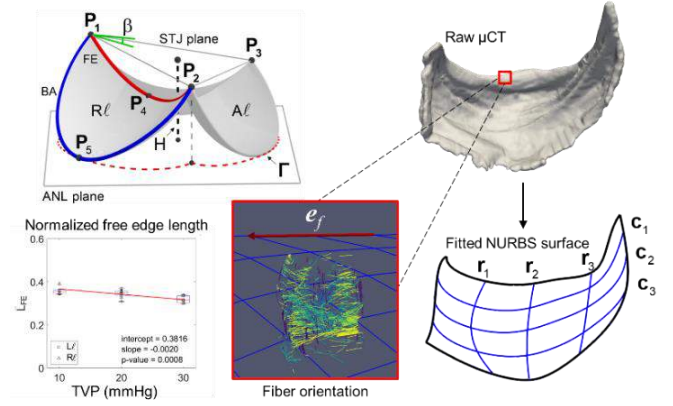 P1
β
STJ plane
P3
FE
P2
BA
Rℓ
P4
Aℓ
H
P5
Γ
ANL plane
Raw µCT
Normalized free edge length
0.6
0.4
0.2
0
L̄FE
intercept = 0.3816
slope = -0.0020
p-value = 0.0008
Lℓ
Rℓ
10
20
30
TVP (mmHg)
ef
Fiber orientation
Fitted NURBS surface
r1
r2
r3
c1
c2
c3